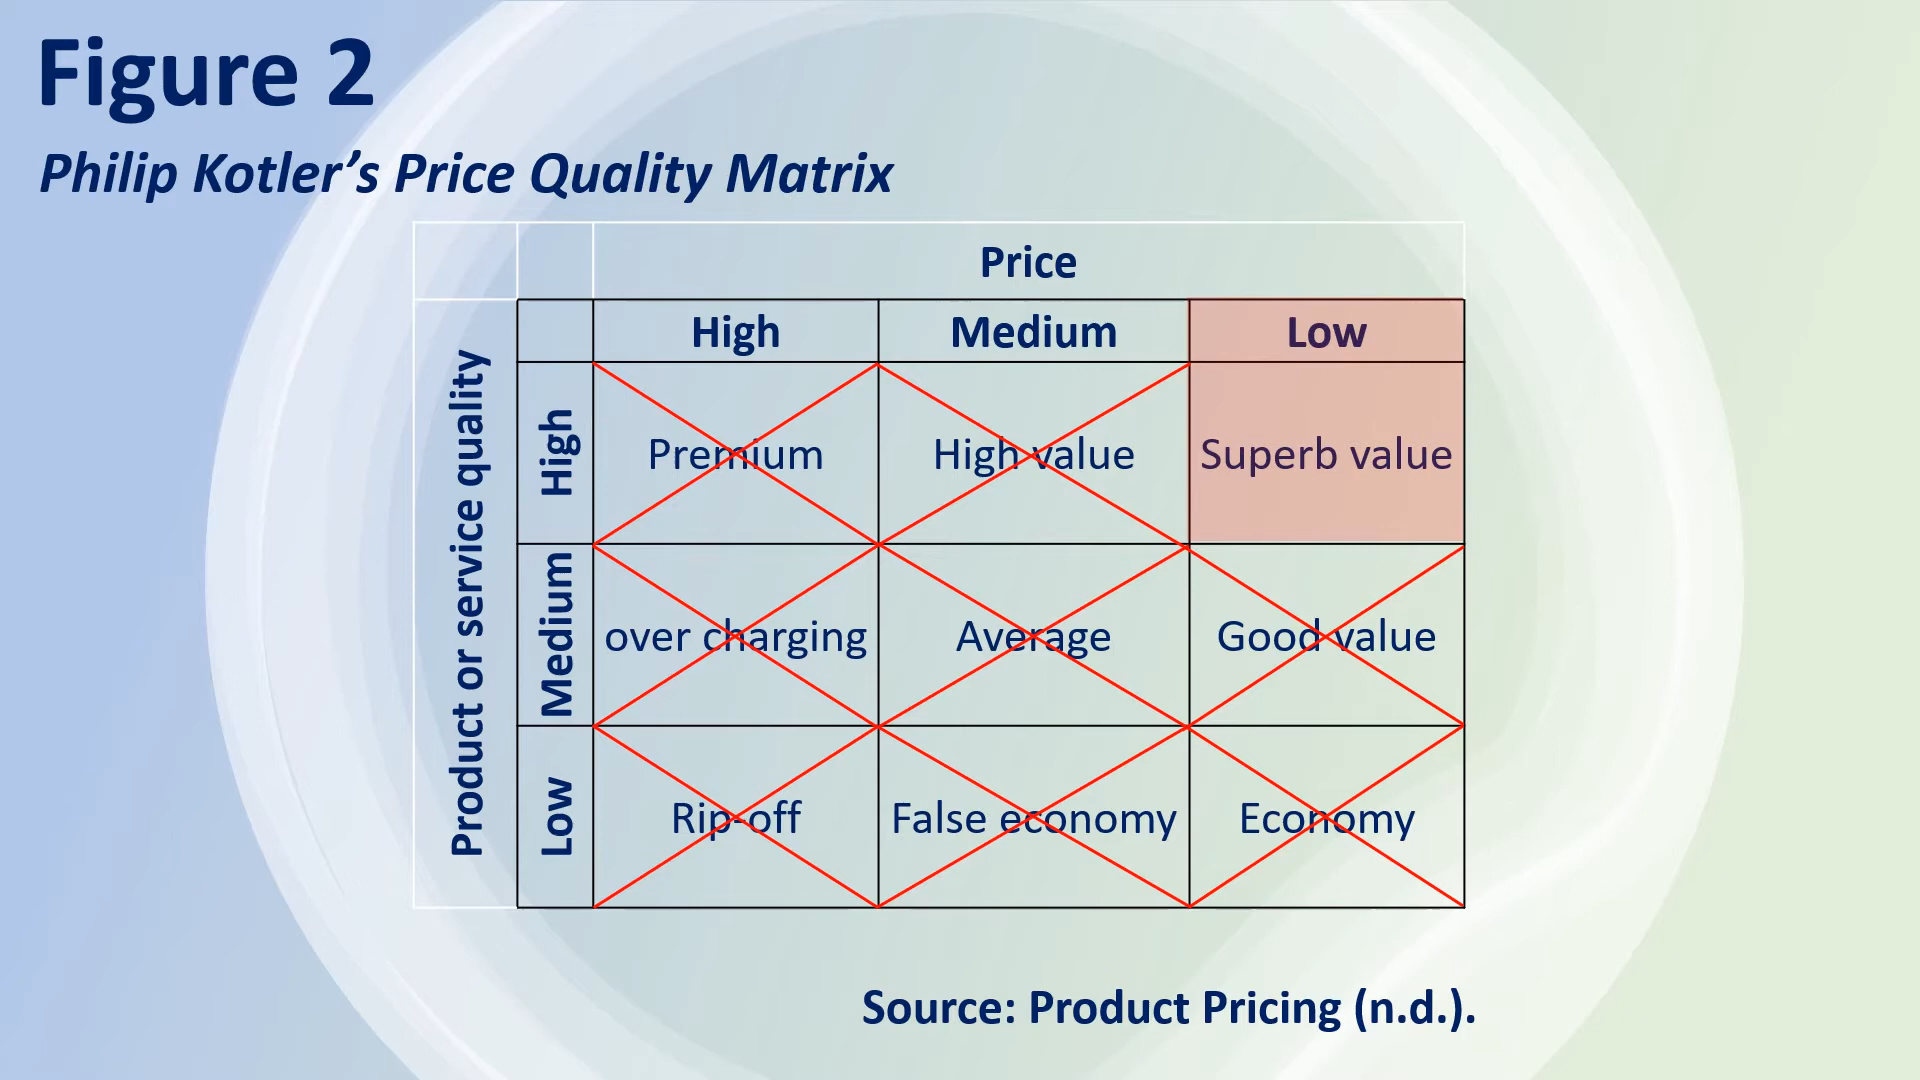 Figure 2
Philip Kotler's Price Quality Matrix
Price
High Medium Low
Product or service quality
High Premium High value Superb value
Medium over charging Average Good value
Low Rip-off False economy Economy
Source: Product Pricing (n.d.).